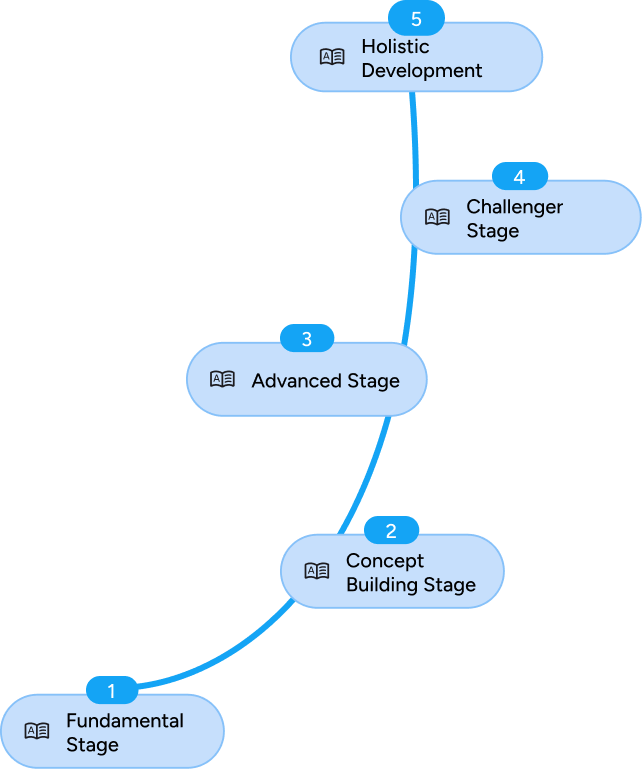 5
Holistic
Development
4
Challenger
Stage
3
Advanced Stage
2
Concept
Building Stage
1
Fundamental
Stage